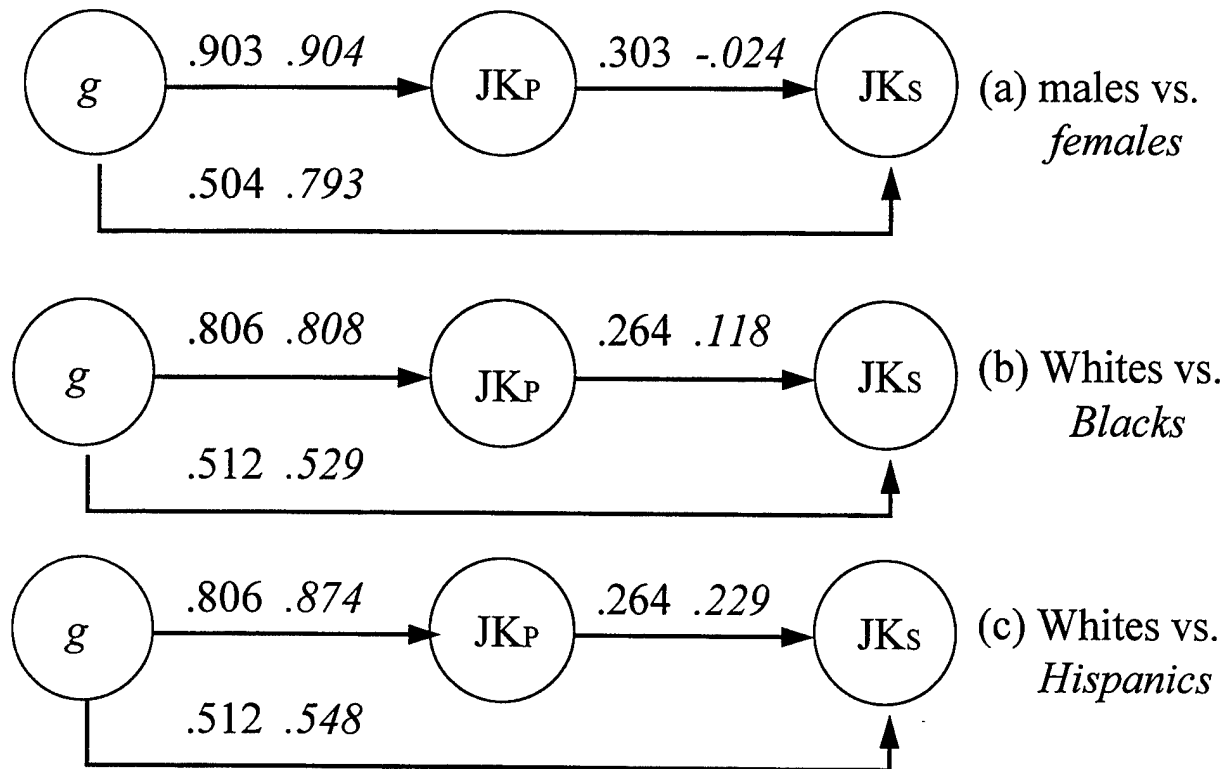 .903 .904 .303 -.024
g JKP JKS (a) males vs.
females
.504 .793
.806 .808 .264 .118
g JKP JKS (b) Whites vs.
Blacks
.512 .529
.806 .874 .264 .229
g JKP JKS (c) Whites vs.
Hispanics
.512 .548